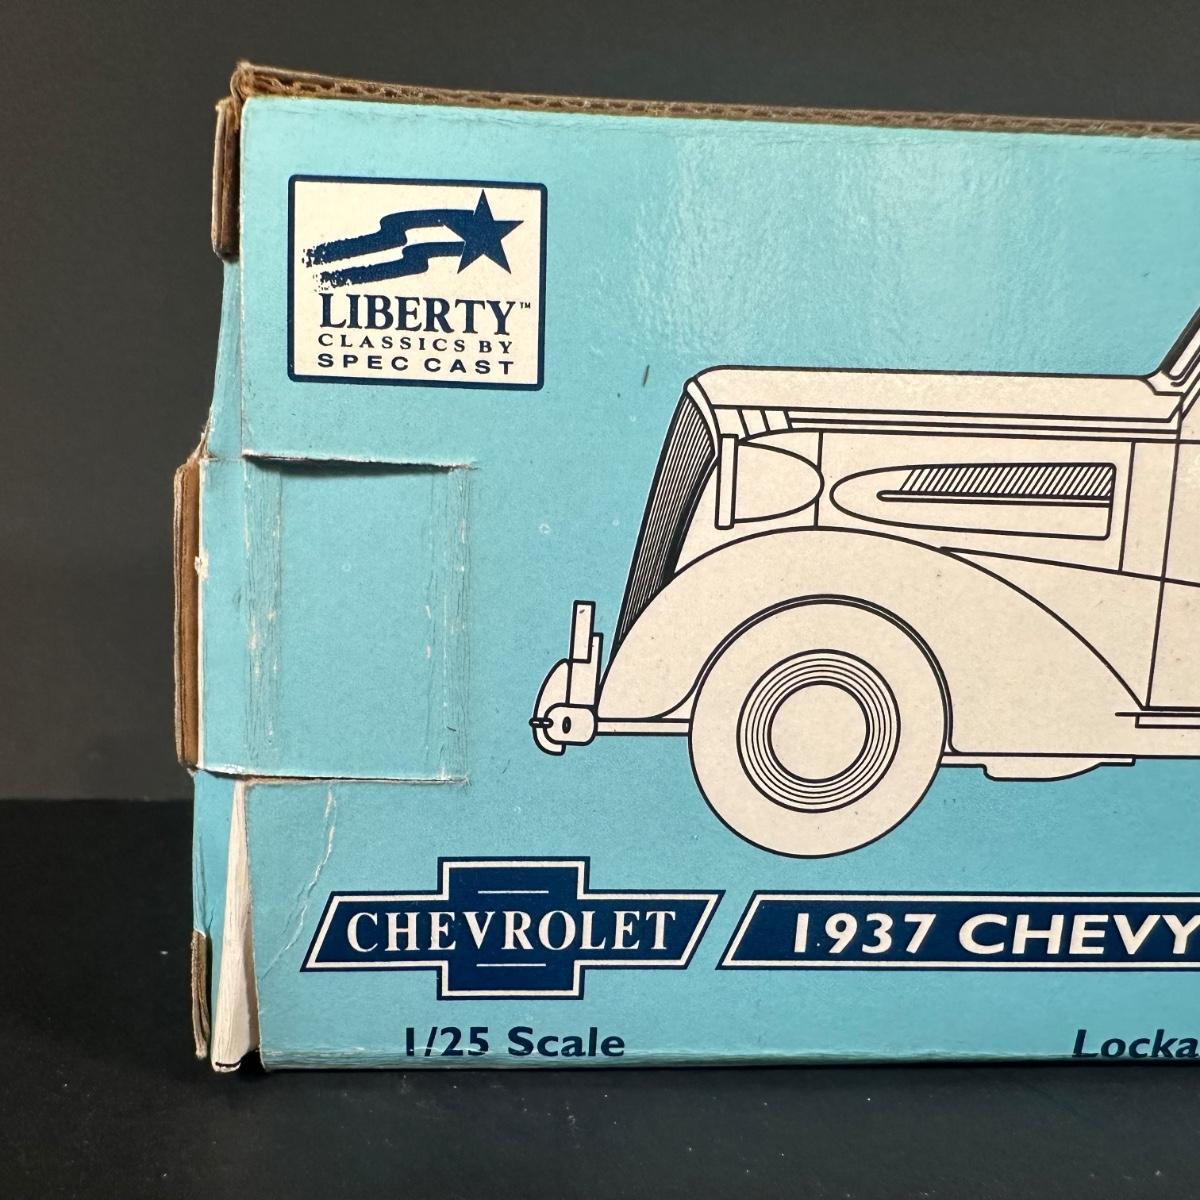 LIBERTY™
CLASSICS BY
SPEC CAST
CHEVROLET
1937 CHEVY
1/25 Scale